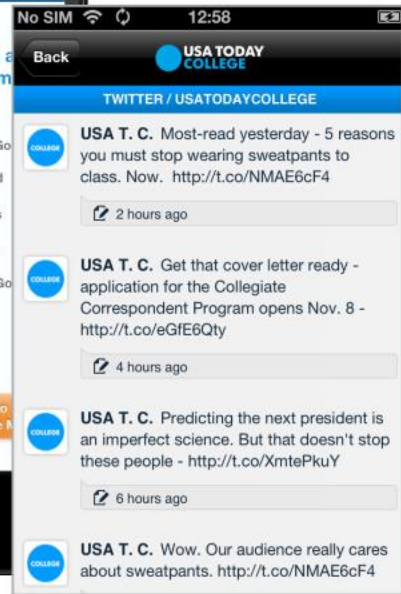 No SIM 12:58
Back
USA TODAY
COLLEGE
TWITTER / USATODAYCOLLEGE
COLLEGE
USA T. C. Most-read yesterday - 5 reasons
you must stop wearing sweatpants to
class. Now. http://t.co/NMAE6cF4
2 hours ago
COLLEGE
USA T. C. Get that cover letter ready -
application for the Collegiate
Correspondent Program opens Nov. 8 -
http://t.co/eGfE6Qty
4 hours ago
COLLEGE
USA T. C. Predicting the next president is
an imperfect science. But that doesn't stop
these people - http://t.co/XmtePkuY
6 hours ago
COLLEGE
USA T. C. Wow. Our audience really cares
about sweatpants. http://t.co/NMAE6cF4